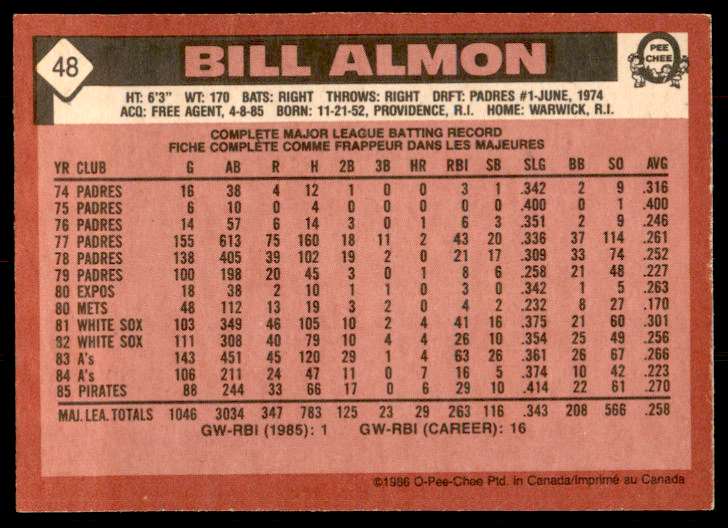 48
BILL ALMON
PEE
CHEE
HT: 6'3" WT: 170 BATS: RIGHT THROWS: RIGHT DRFT: PADRES #1-JUNE, 1974
ACQ: FREE AGENT, 4-8-85 BORN: 11-21-52, PROVIDENCE, R.I. HOME: WARWICK, R.I.
COMPLETE MAJOR LEAGUE BATTING RECORD
FICHE COMPLÈTE COMME FRAPPEUR DANS LES MAJEURES
YR CLUB G AB R H 2B 3B HR RBI SB SLG BB SO AVG
74 PADRES 16 38 4 12 1 0 0 3 1 .342 2 9 .316
75 PADRES 6 10 0 4 0 0 0 0 0 .400 0 1 .400
76 PADRES 14 57 6 14 3 0 1 6 3 .351 2 9 .246
77 PADRES 155 613 75 160 18 11 2 43 20 .336 37 114 .261
78 PADRES 138 405 39 102 19 2 0 21 17 .309 33 74 .252
79 PADRES 100 198 20 45 3 0 1 8 6 .258 21 48 .227
80 EXPOS 18 38 2 10 1 1 0 3 0 .342 1 5 .263
80 METS 48 112 13 19 3 2 0 4 2 .232 8 27 .170
81 WHITE SOX 103 349 46 105 10 2 4 41 16 .375 21 60 .301
82 WHITE SOX 111 308 40 79 10 4 4 26 10 .354 25 49 .256
83 A's 143 451 45 120 29 1 4 63 26 .361 26 67 .266
84 A's 106 211 24 47 11 0 7 16 5 .374 10 42 .223
85 PIRATES 88 244 33 66 17 0 6 29 10 .414 22 61 .270
MAJ. LEA. TOTALS 1046 3034 347 783 125 23 29 263 116 .343 208 566 .258
GW-RBI (1985): 1 GW-RBI (CAREER): 16
©1986 O-Pee-Chee Ptd. in Canada/Imprimé au Canada